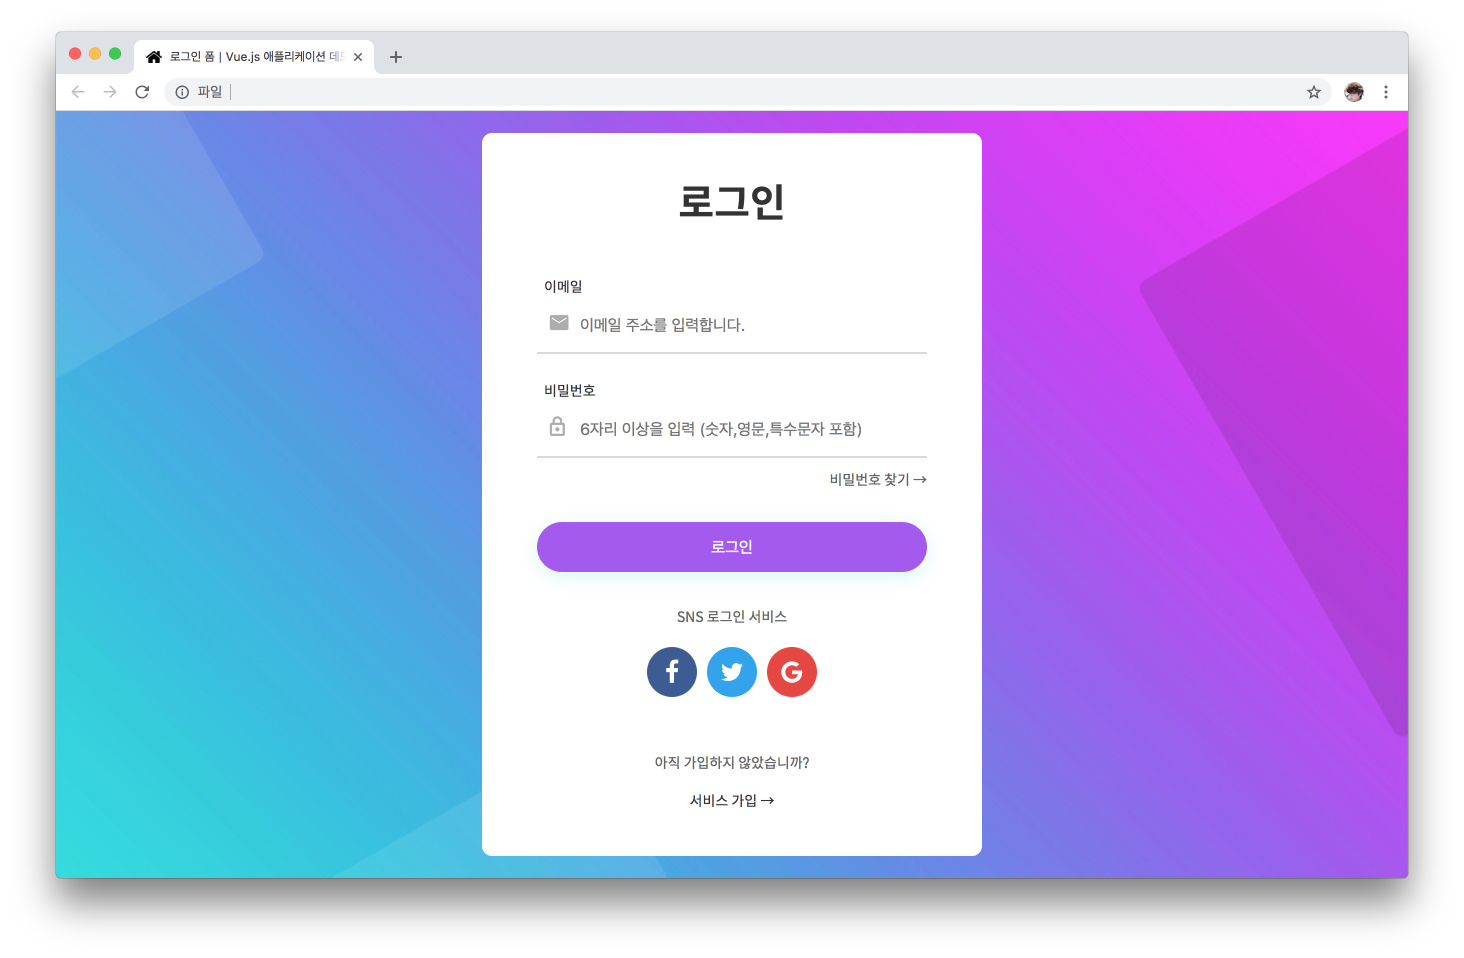 로그인 폼 | Vue.js 애플리케이션
파일
로그인
이메일
이메일 주소를 입력합니다.
비밀번호
6자리 이상을 입력 (숫자,영문,특수문자 포함)
비밀번호 찾기 →
로그인
SNS 로그인 서비스
아직 가입하지 않았습니까?
서비스 가입 →